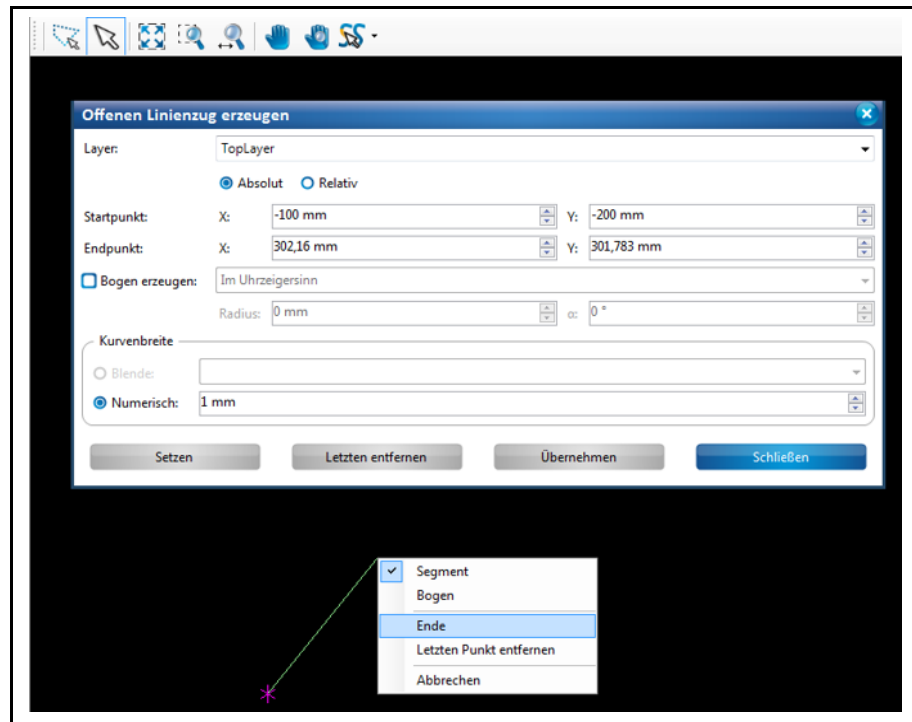 Offenen Linienzug erzeugen
Layer: TopLayer
Absolut Relativ
Startpunkt: X: -100 mm Y: -200 mm
Endpunkt: X: 302,16 mm Y: 301,783 mm
Bogen erzeugen: Im Uhrzeigersinn
Radius: 0 mm α: 0 °
Kurvenbreite
Blende:
Numerisch: 1 mm
Setzen Letzten entfernen Übernehmen Schließen
Segment
Bogen
Ende
Letzten Punkt entfernen
Abbrechen